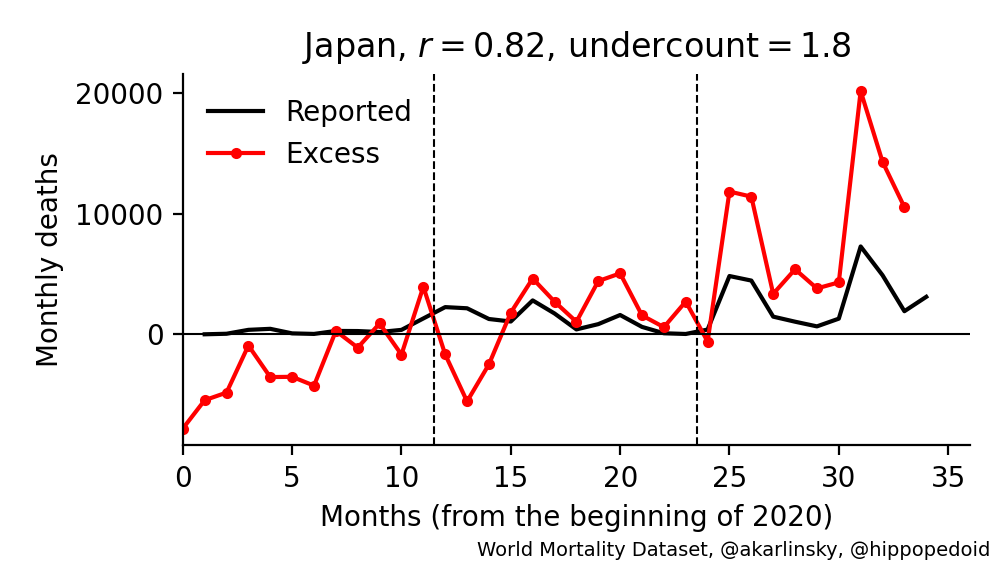 Japan, r = 0.82, undercount = 1.8
Reported
Excess
20000
10000
0
Monthly deaths
0 5 10 15 20 25 30 35
Months (from the beginning of 2020)
World Mortality Dataset, @akarlinsky, @hippopedoid